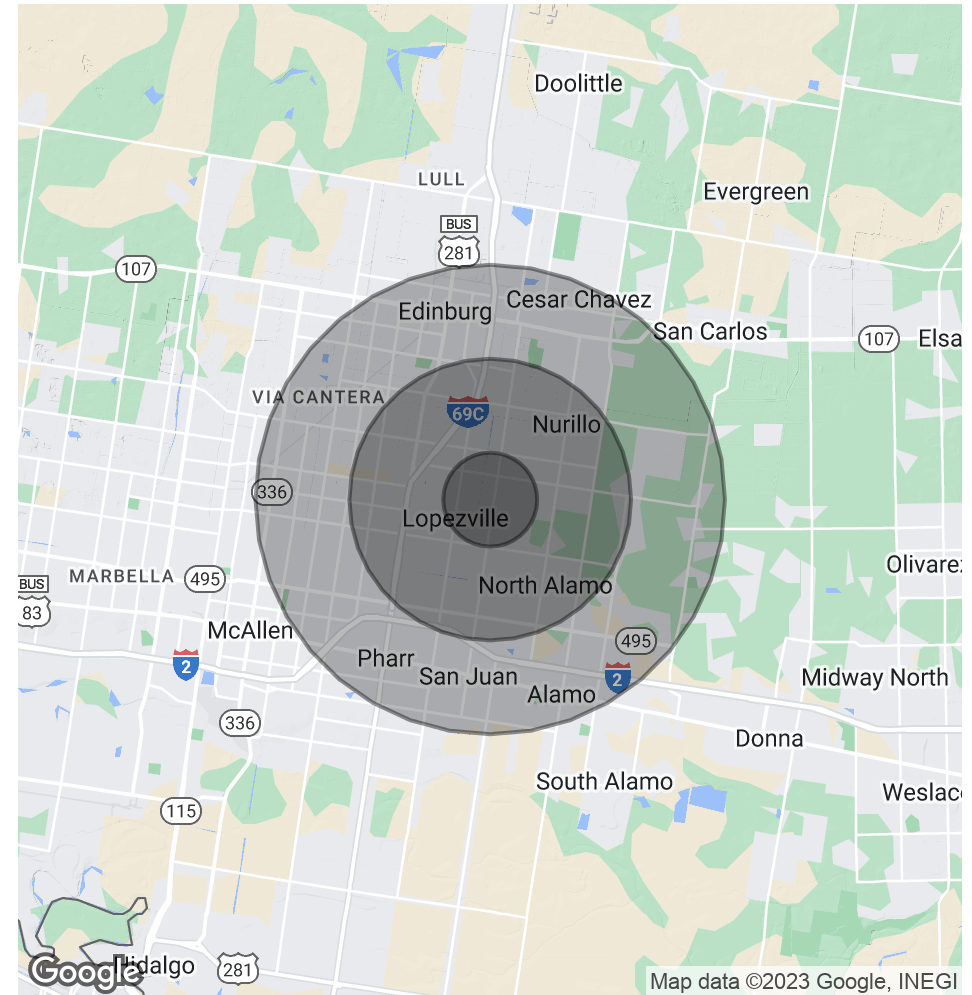 Doolittle
LULL
Evergreen
BUS
281
107
Cesar Chavez
Edinburg
San Carlos
107
Elsa
VIA CANTERA
69C
Nurillo
336
Lopezville
Olivarez
MARBELLA
495
BUS
83
North Alamo
McAllen
495
2
Pharr
San Juan
2
Alamo
Midway North
336
Donna
South Alamo
Weslaco
115
Google
Hidalgo
281
Map data ©2023 Google, INEGI